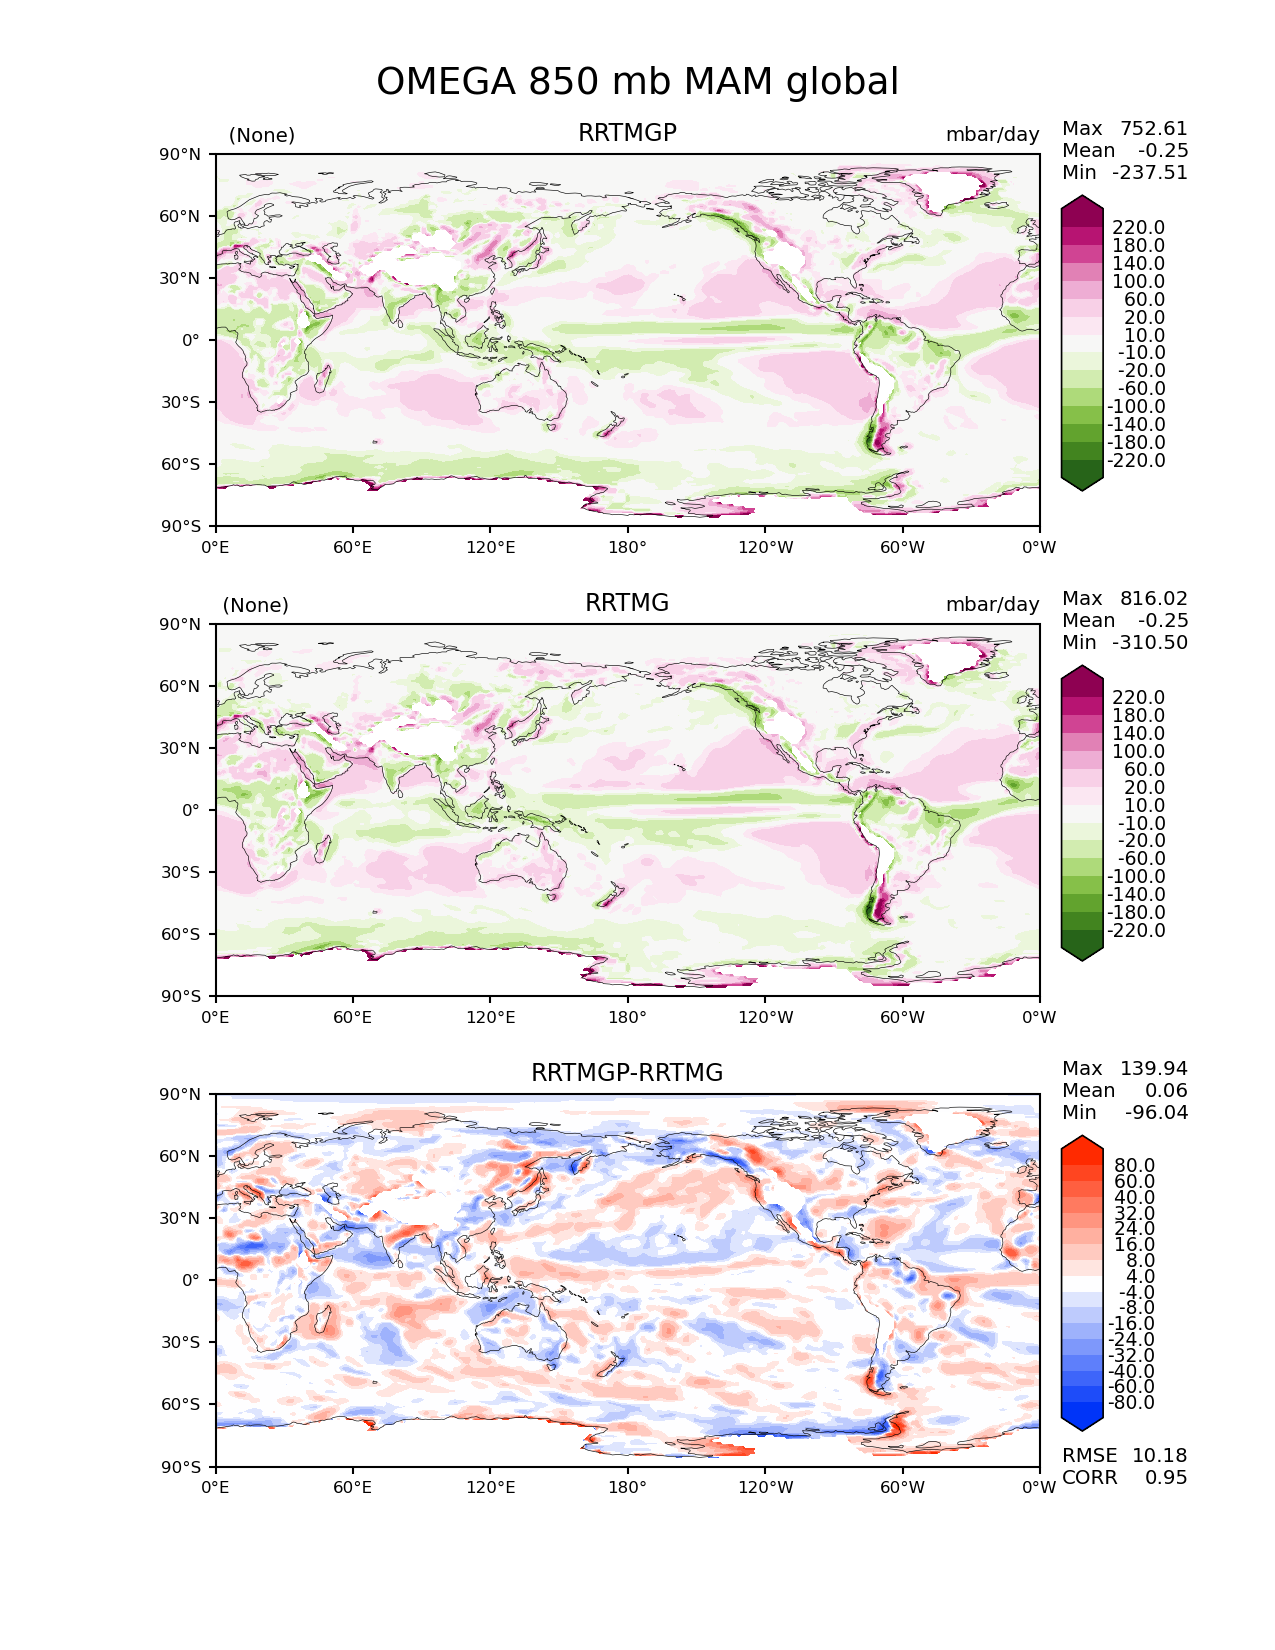 OMEGA 850 mb MAM global
(None) RRTMGP mbar/day
Max 752.61
Mean -0.25
Min -237.51
90°N
60°N
30°N
0°
30°S
60°S
90°S
0°E 60°E 120°E 180° 120°W 60°W 0°W
220.0
180.0
140.0
100.0
60.0
20.0
10.0
-10.0
-20.0
-60.0
-100.0
-140.0
-180.0
-220.0
(None) RRTMG mbar/day
Max 816.02
Mean -0.25
Min -310.50
90°N
60°N
30°N
0°
30°S
60°S
90°S
0°E 60°E 120°E 180° 120°W 60°W 0°W
220.0
180.0
140.0
100.0
60.0
20.0
10.0
-10.0
-20.0
-60.0
-100.0
-140.0
-180.0
-220.0
RRTMGP-RRTMG
Max 139.94
Mean 0.06
Min -96.04
90°N
60°N
30°N
0°
30°S
60°S
90°S
0°E 60°E 120°E 180° 120°W 60°W 0°W
80.0
60.0
40.0
32.0
24.0
16.0
8.0
4.0
-4.0
-8.0
-16.0
-24.0
-32.0
-40.0
-60.0
-80.0
RMSE 10.18
CORR 0.95